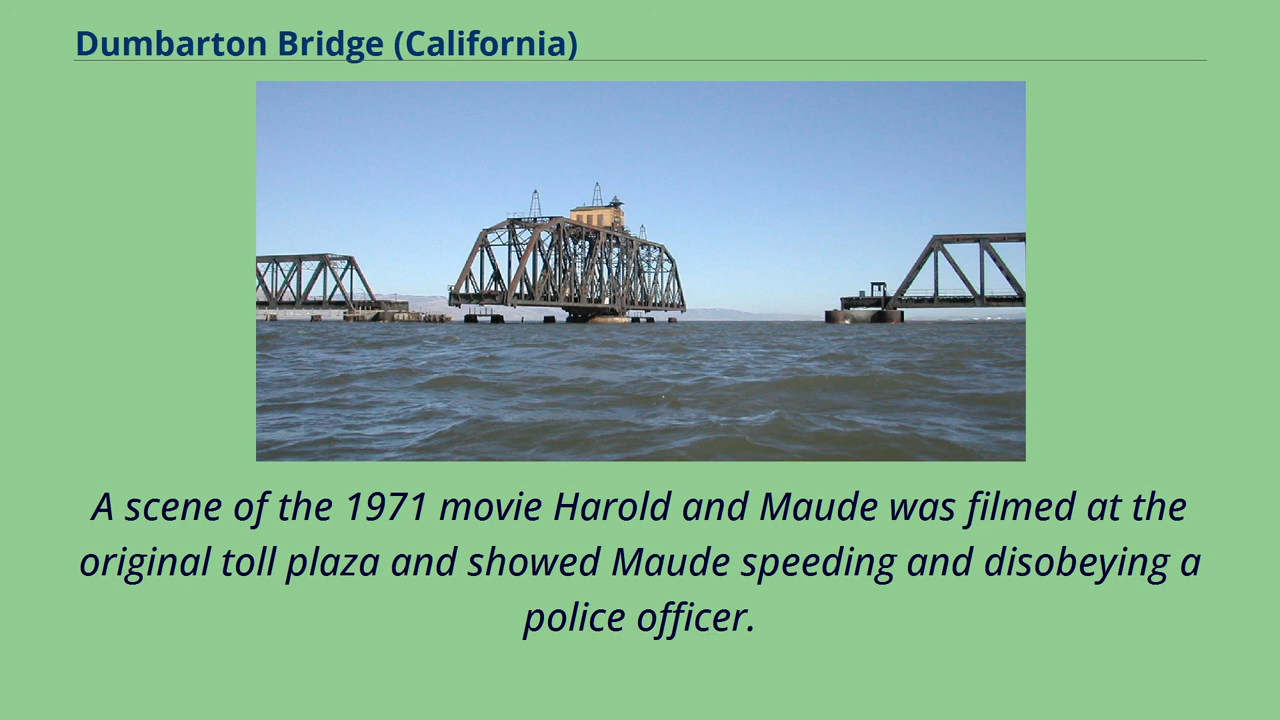 Dumbarton Bridge (California)
A scene of the 1971 movie Harold and Maude was filmed at the
original toll plaza and showed Maude speeding and disobeying a
police officer.